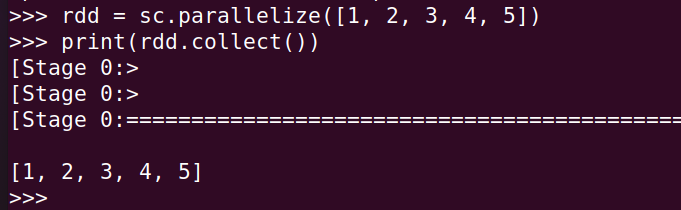 >>> rdd = sc.parallelize([1, 2, 3, 4, 5])
>>> print(rdd.collect())
[Stage 0:>
[Stage 0:>
[Stage 0:===========================================
[1, 2, 3, 4, 5]
>>>